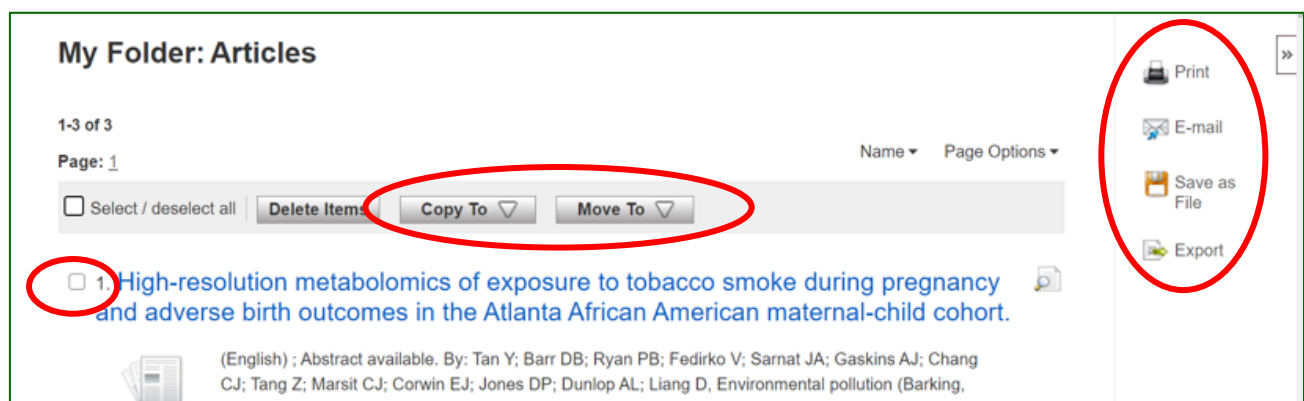 My Folder: Articles
1-3 of 3
Page: 1
Name Page Options
Select / deselect all Delete Items Copy To Move To
1. High-resolution metabolomics of exposure to tobacco smoke during pregnancy
and adverse birth outcomes in the Atlanta African American maternal-child cohort.
(English) ; Abstract available. By: Tan Y; Barr DB; Ryan PB; Fedirko V; Sarnat JA; Gaskins AJ; Chang
CJ; Tang Z; Marsit CJ; Corwin EJ; Jones DP; Dunlop AL; Liang D, Environmental pollution (Barking,
»
Print
E-mail
Save as
File
Export